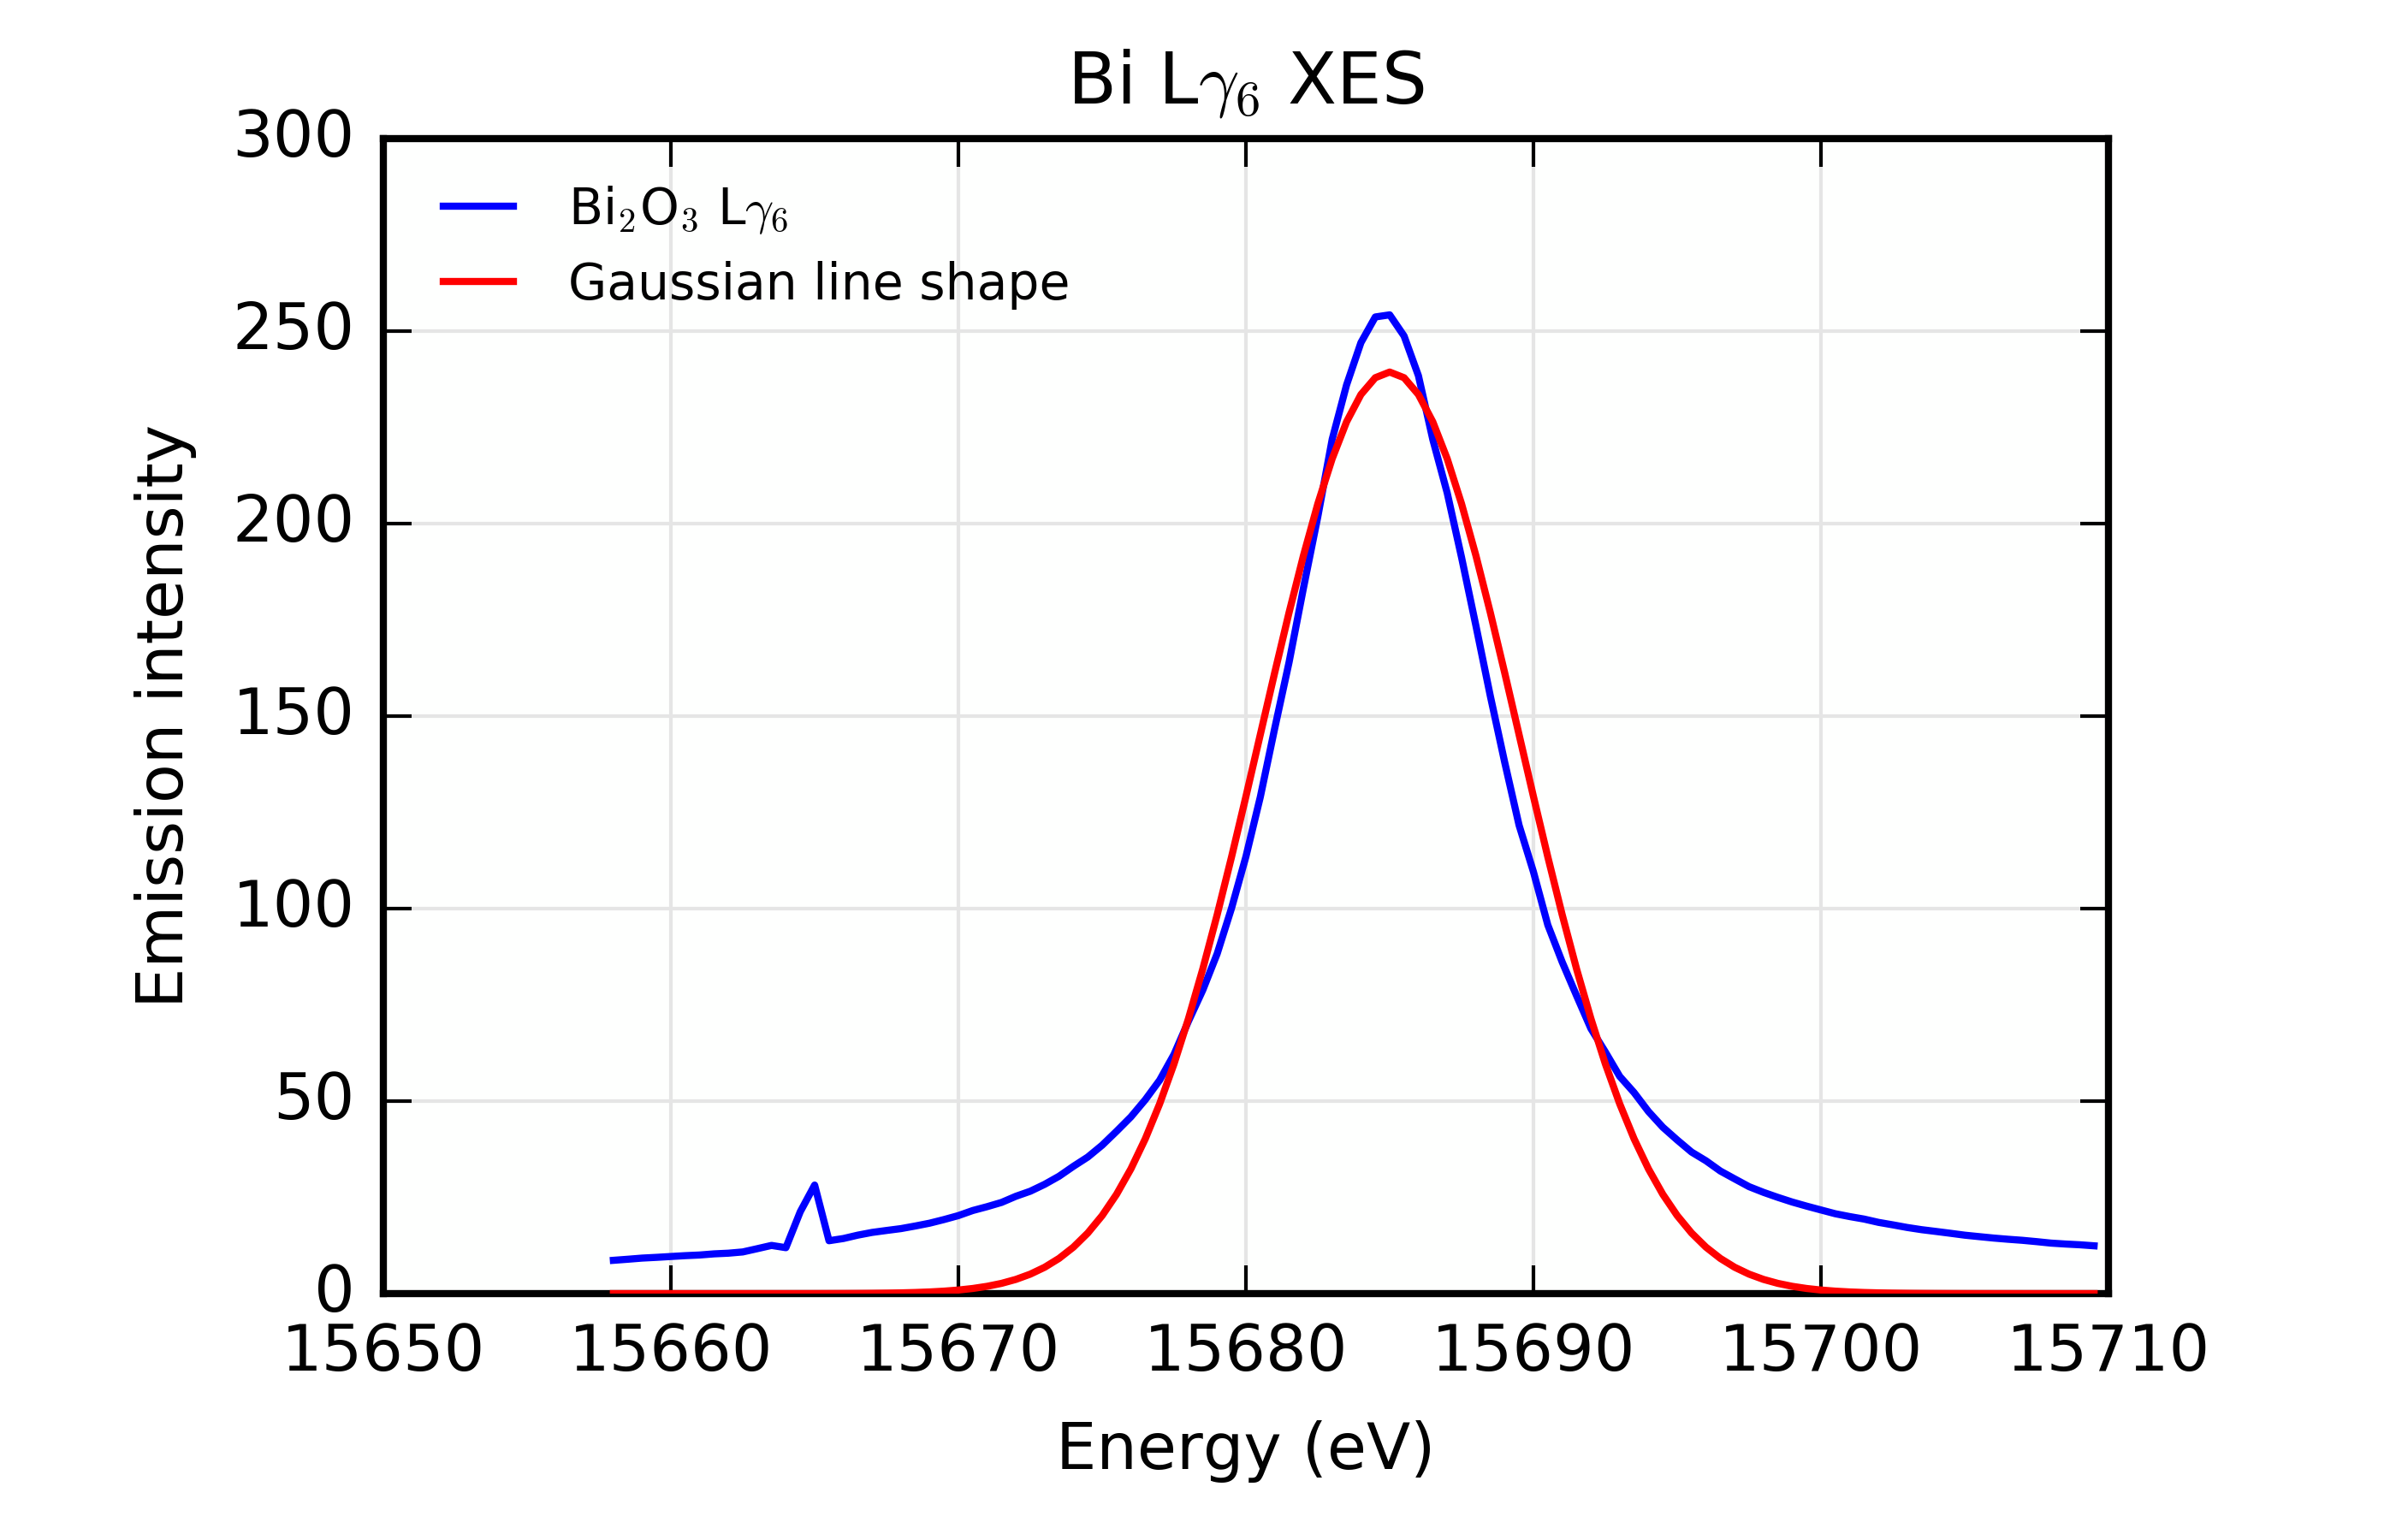 Bi Lγ₆ XES
Bi₂O₃ Lγ₆
Gaussian line shape
Emission intensity
300
250
200
150
100
50
0
15650 15660 15670 15680 15690 15700 15710
Energy (eV)